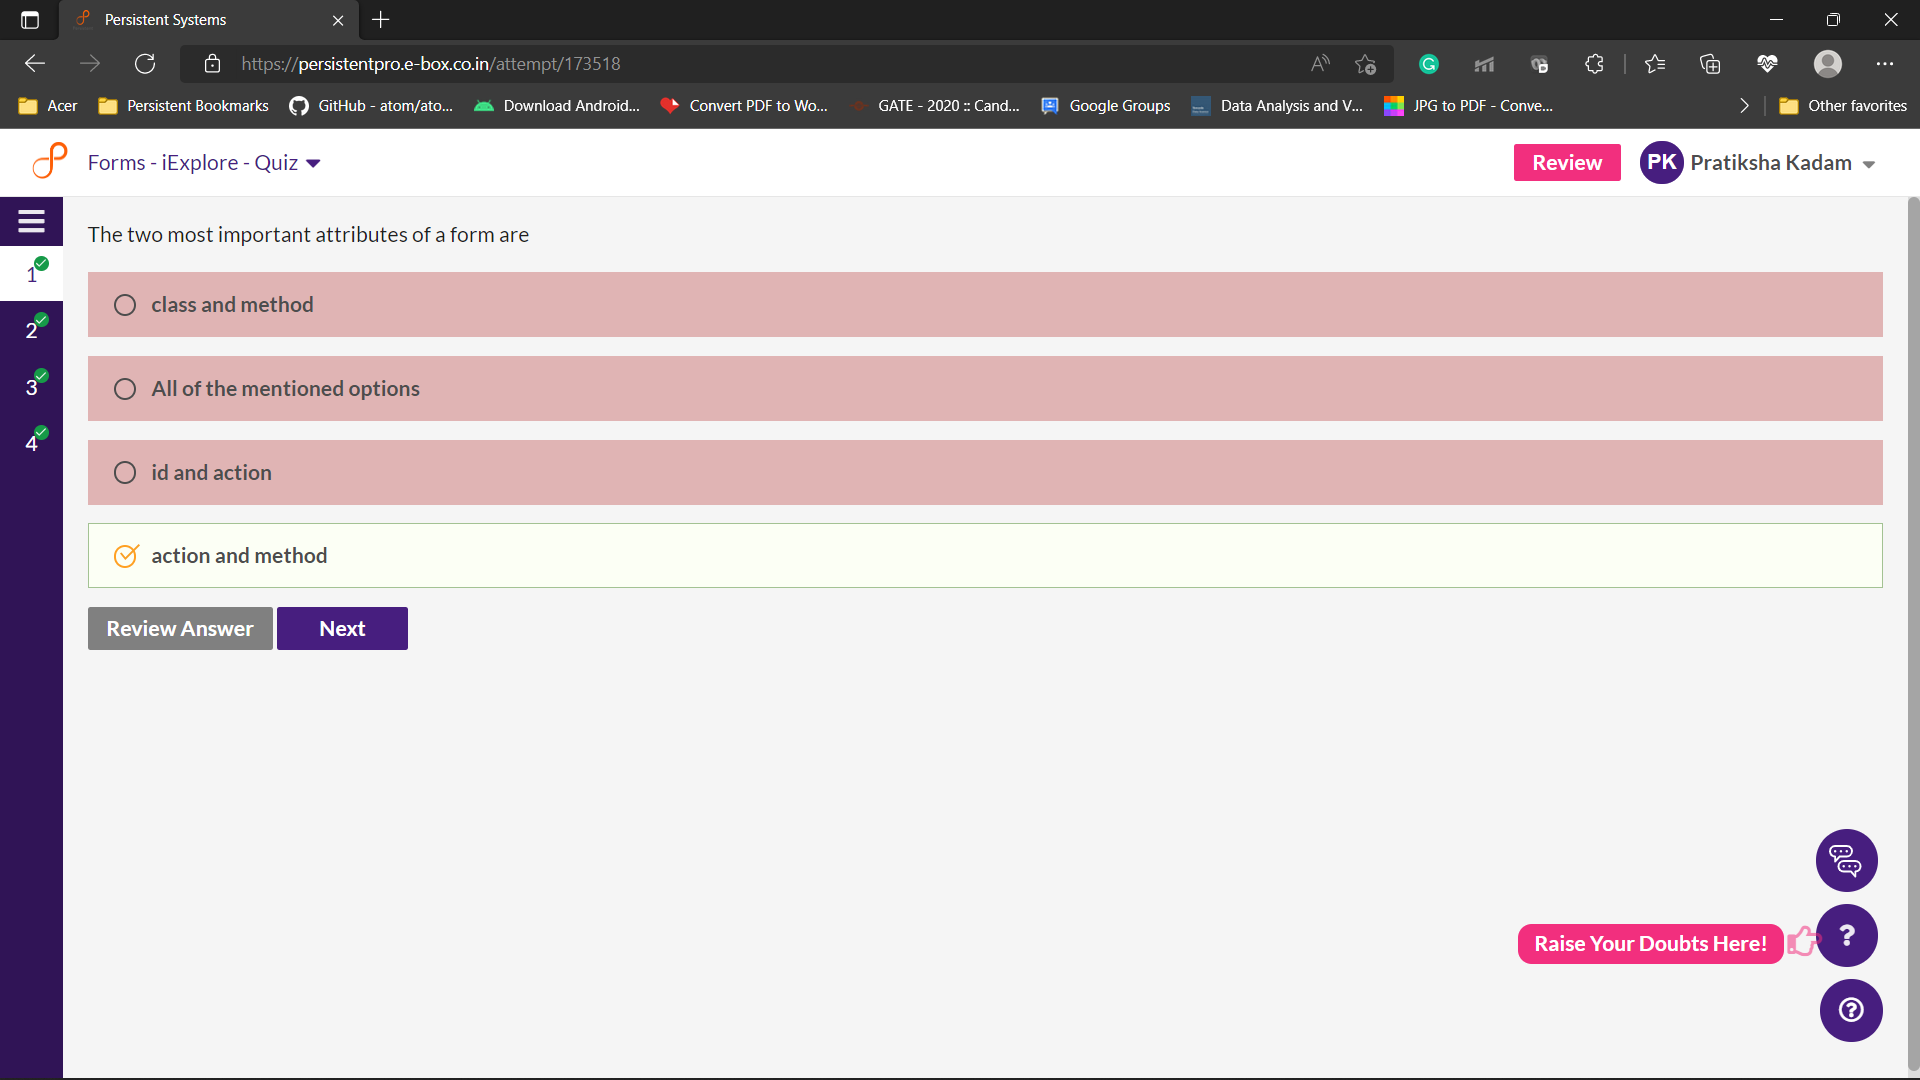 Persistent Systems
https://persistentpro.e-box.co.in/attempt/173518
Acer
Persistent Bookmarks
GitHub - atom/ato...
Download Android...
Convert PDF to Wo...
GATE - 2020 :: Cand...
Google Groups
Data Analysis and V...
JPG to PDF - Conve...
Other favorites
Forms - iExplore - Quiz
Review
PK Pratiksha Kadam
The two most important attributes of a form are
1
class and method
2
3
All of the mentioned options
4
id and action
action and method
Review Answer
Next
Raise Your Doubts Here!
?
?